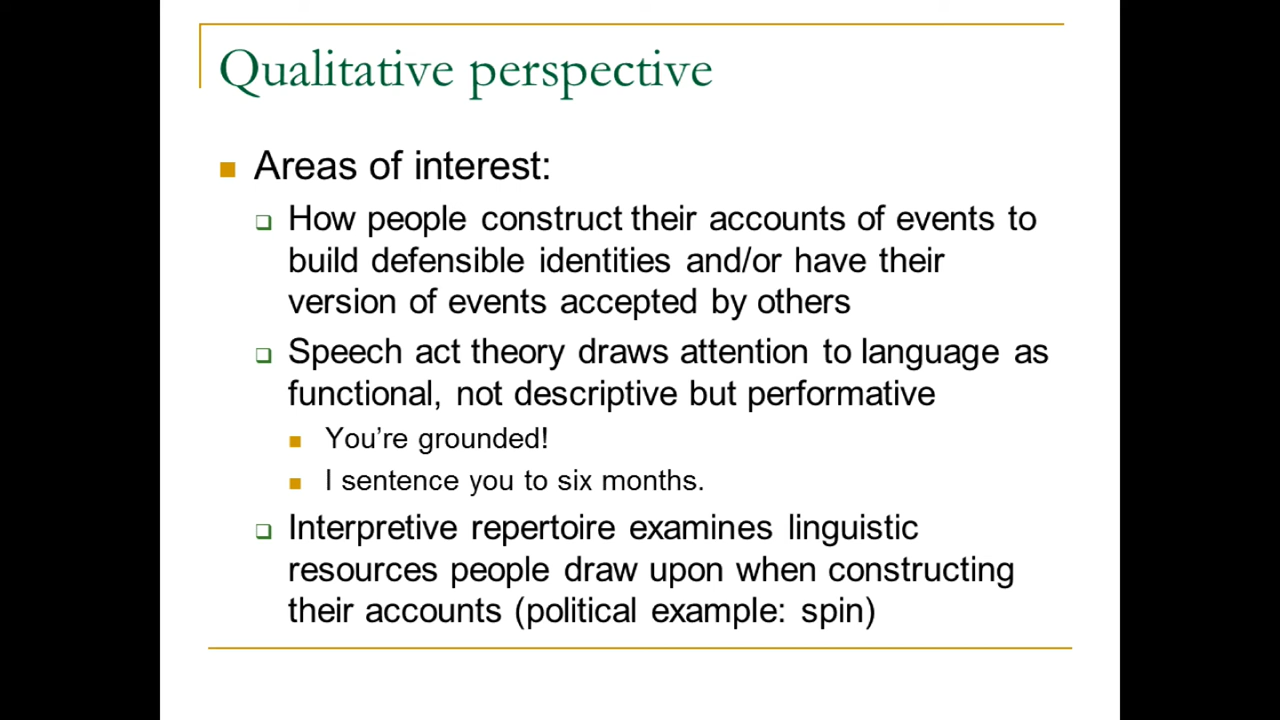 Qualitative perspective
Areas of interest:
How people construct their accounts of events to
build defensible identities and/or have their
version of events accepted by others
Speech act theory draws attention to language as
functional, not descriptive but performative
You’re grounded!
I sentence you to six months.
Interpretive repertoire examines linguistic
resources people draw upon when constructing
their accounts (political example: spin)